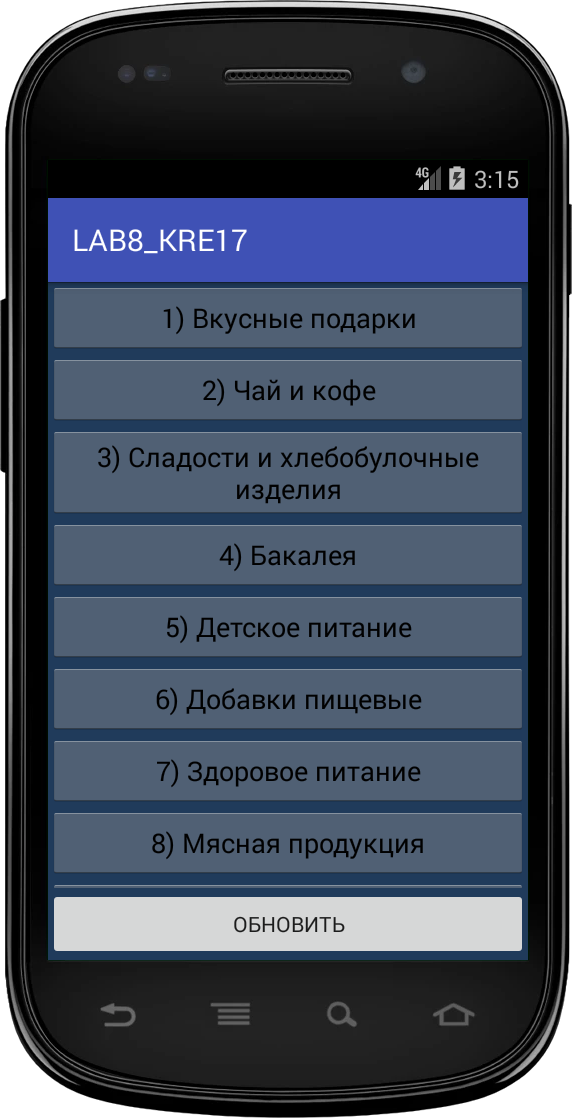 4G 3:15
LAB8_KRE17
1) Вкусные подарки
2) Чай и кофе
3) Сладости и хлебобулочные
изделия
4) Бакалея
5) Детское питание
6) Добавки пищевые
7) Здоровое питание
8) Мясная продукция
ОБНОВИТЬ